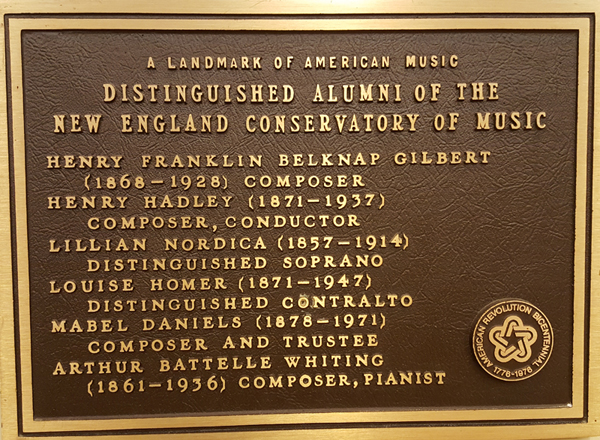 A LANDMARK OF AMERICAN MUSIC
DISTINGUISHED ALUMNI OF THE
NEW ENGLAND CONSERVATORY OF MUSIC
HENRY FRANKLIN BELKNAP GILBERT
(1868–1928) COMPOSER
HENRY HADLEY (1871–1937)
COMPOSER, CONDUCTOR
LILLIAN NORDICA (1857–1914)
DISTINGUISHED SOPRANO
LOUISE HOMER (1871–1947)
DISTINGUISHED CONTRALTO
MABEL DANIELS (1878–1971)
COMPOSER AND TRUSTEE
ARTHUR BATTELLE WHITING
(1861–1936) COMPOSER, PIANIST
AMERICAN REVOLUTION BICENTENNIAL
1776-1976